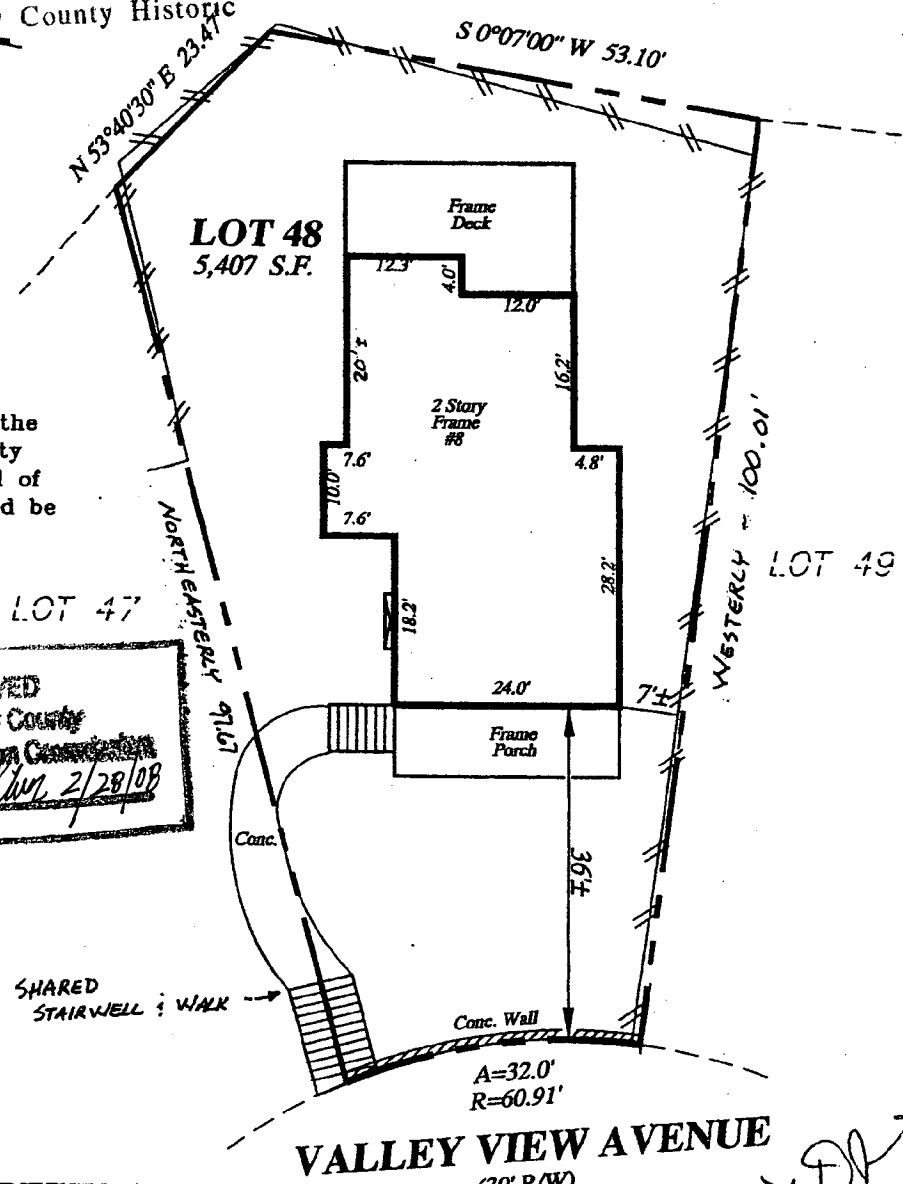 County Historic
N 53°40'30" E 23.47'
S 0°07'00" W 53.10'
LOT 48
5,407 S.F.
Frame
Deck
12.3'
4.0'
12.0'
20'±
16.2'
2 Story
Frame
#8
the
7.6'
4.8'
of
10.0'
d be
7.6'
NORTHEASTERLY 97.67
WESTERLY ~ 100.01'
LOT 49
LOT 47
28.2'
18.2'
24.0'
7'±
County
2/28/08
Frame
Porch
Conc.
36'±
SHARED
STAIRWELL & WALK
Conc. Wall
A=32.0'
R=60.91'
VALLEY VIEW AVENUE